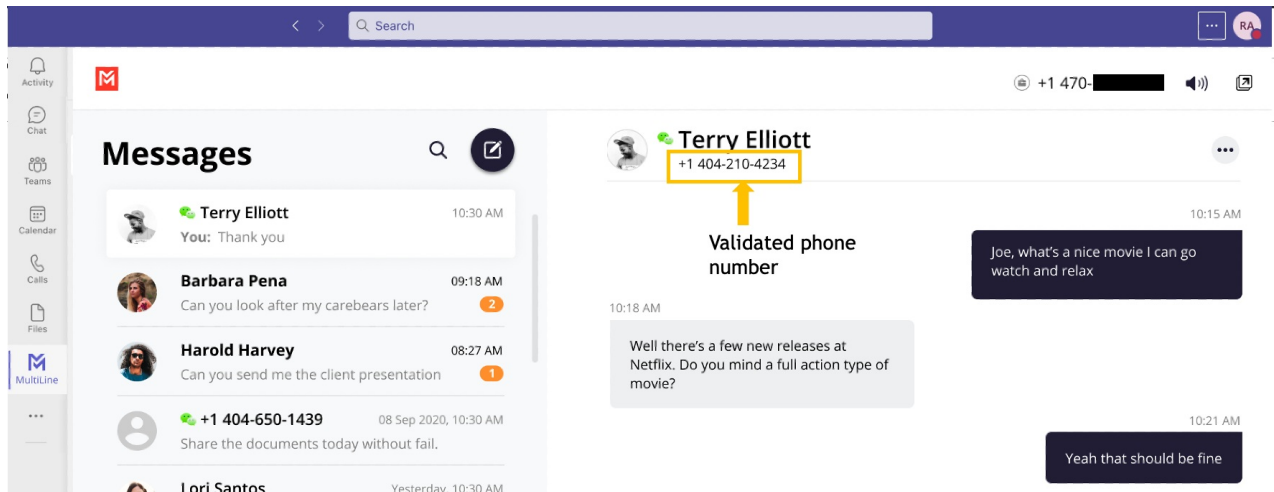 Search
...
RA
Activity
Chat
Teams
Calendar
Calls
Files
MultiLine
...
+1 470-
Messages
Terry Elliott
10:30 AM
You: Thank you
Barbara Pena
09:18 AM
Can you look after my carebears later?
2
Harold Harvey
08:27 AM
Can you send me the client presentation
1
+1 404-650-1439
08 Sep 2020, 10:30 AM
Share the documents today without fail.
Lori Santos
Yesterday, 10:30 AM
Terry Elliott
+1 404-210-4234
Validated phone
number
10:15 AM
Joe, what's a nice movie I can go
watch and relax
10:18 AM
Well there's a few new releases at
Netflix. Do you mind a full action type of
movie?
10:21 AM
Yeah that should be fine